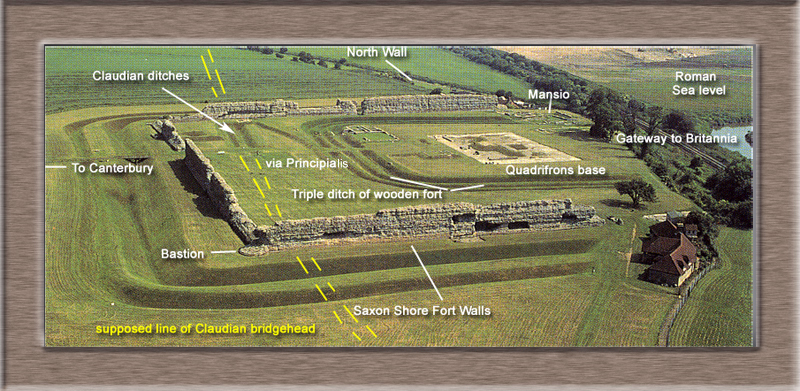 North Wall
Claudian ditches
Roman
Sea level
Mansio
Gateway to Britannia
To Canterbury
via Principialis
Quadrifrons base
Triple ditch of wooden fort
Bastion
Saxon Shore Fort Walls
supposed line of Claudian bridgehead